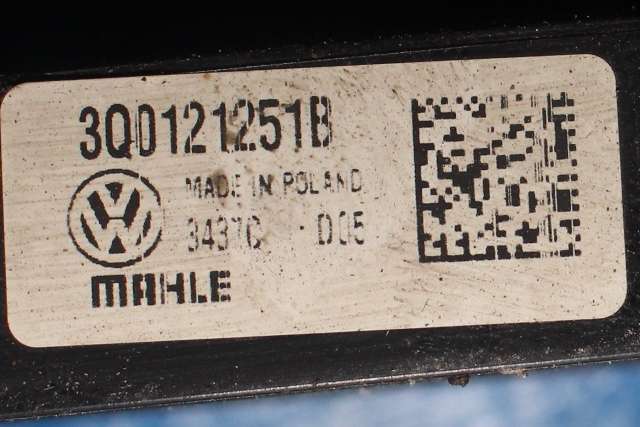 3Q0121251B
MADE IN POLAND
3437C D05
MAHLE